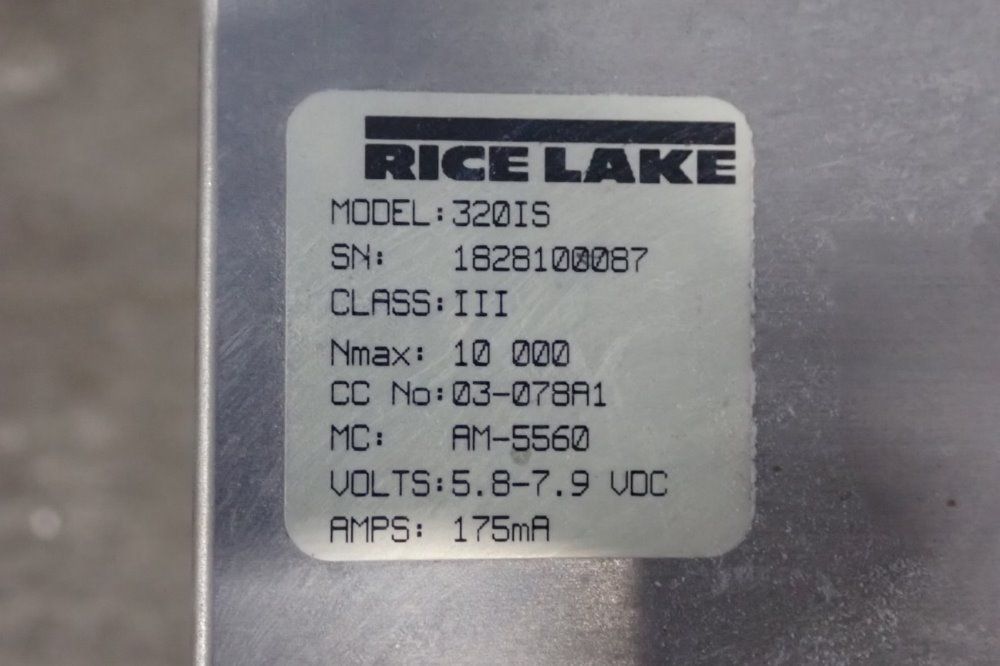 RICE LAKE
MODEL:320IS
SN: 1828100087
CLASS:III
Nmax: 10 000
CC No:03-078A1
MC: AM-5560
VOLTS:5.8-7.9 VDC
AMPS: 175mA